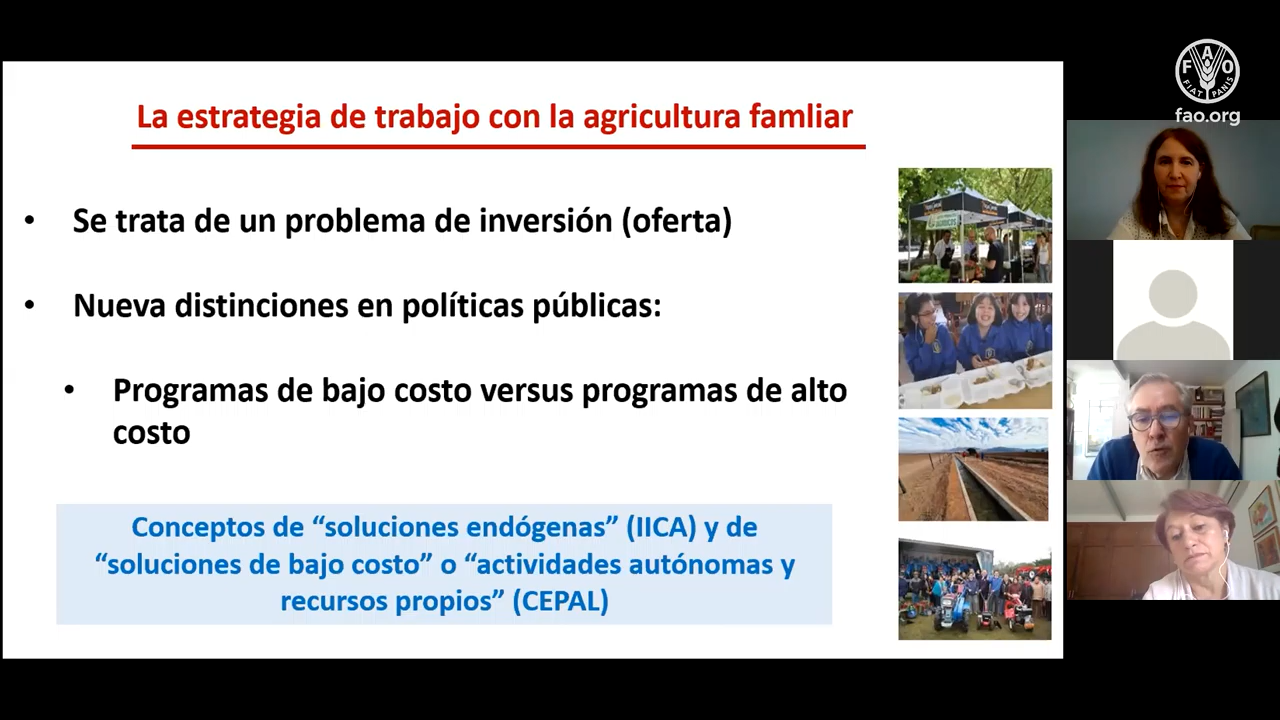 La estrategia de trabajo con la agricultura famliar
• Se trata de un problema de inversión (oferta)
• Nueva distinciones en políticas públicas:
• Programas de bajo costo versus programas de alto
costo
Conceptos de “soluciones endógenas” (IICA) y de
“soluciones de bajo costo” o “actividades autónomas y
recursos propios” (CEPAL)
FAO
FIAT PANIS
fao.org